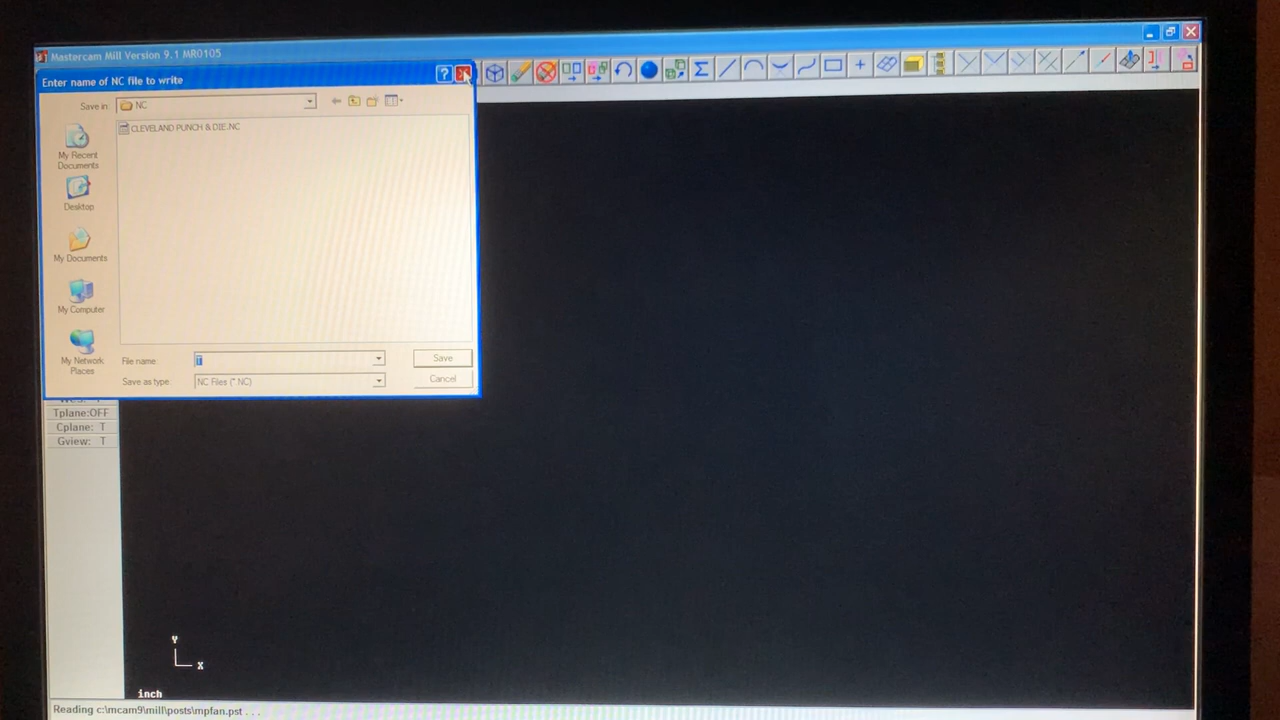 Mastercam Mill Version 9.1 MR0105
Enter name of NC file to write
Save in:
NC
CLEVELAND PUNCH & DIE.NC
My Recent
Documents
Desktop
My Documents
My Computer
My Network
Places
File name:
Save
Save as type:
NC Files (*.NC)
Cancel
Tplane:OFF
Cplane: T
Gview: T
Y
X
inch
Reading c:\mcam9\mill\posts\mpfan.pst . . .